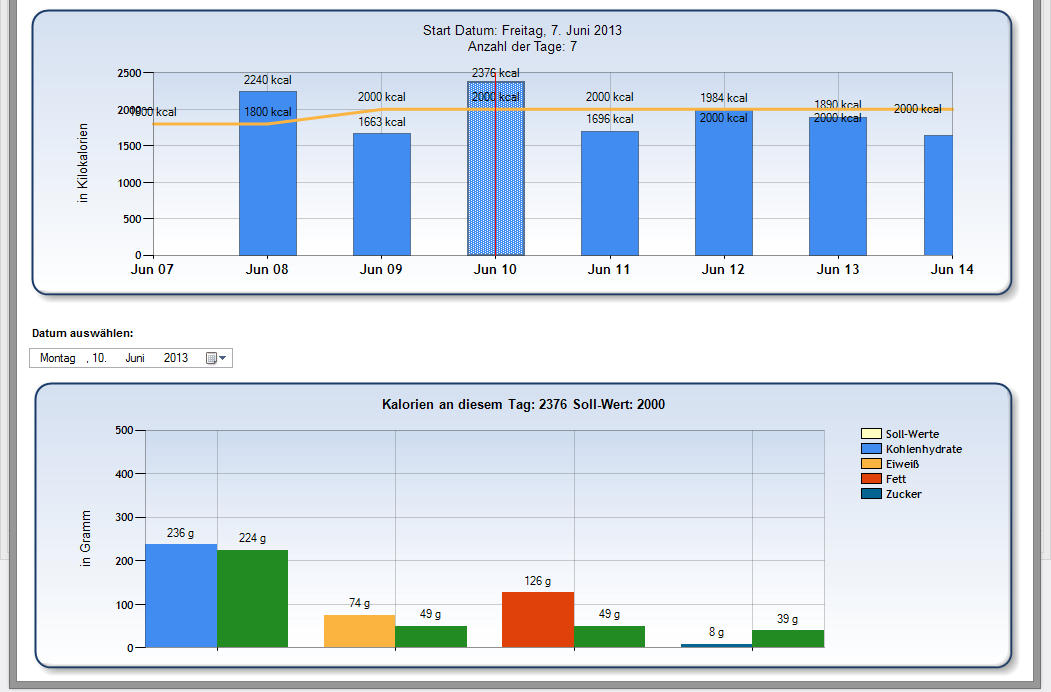 Start Datum: Freitag, 7. Juni 2013
Anzahl der Tage: 7
in Kilokalorien
2500
2000
1500
1000
500
0
2240 kcal
1800 kcal
2000 kcal
1663 kcal
2376 kcal
2000 kcal
2000 kcal
1696 kcal
1984 kcal
2000 kcal
1890 kcal
2000 kcal
2000 kcal
Jun 07 Jun 08 Jun 09 Jun 10 Jun 11 Jun 12 Jun 13 Jun 14
Datum auswählen:
Montag , 10. Juni 2013
Kalorien an diesem Tag: 2376 Soll-Wert: 2000
in Gramm
500
400
300
200
100
0
236 g
224 g
74 g
49 g
126 g
49 g
8 g
39 g
Soll-Werte
Kohlenhydrate
Eiweiß
Fett
Zucker